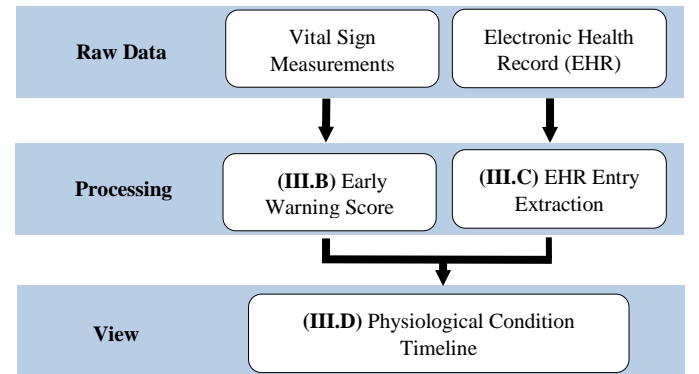 Raw Data
Vital Sign
Measurements
Electronic Health
Record (EHR)
Processing
(III.B) Early
Warning Score
(III.C) EHR Entry
Extraction
View
(III.D) Physiological Condition
Timeline